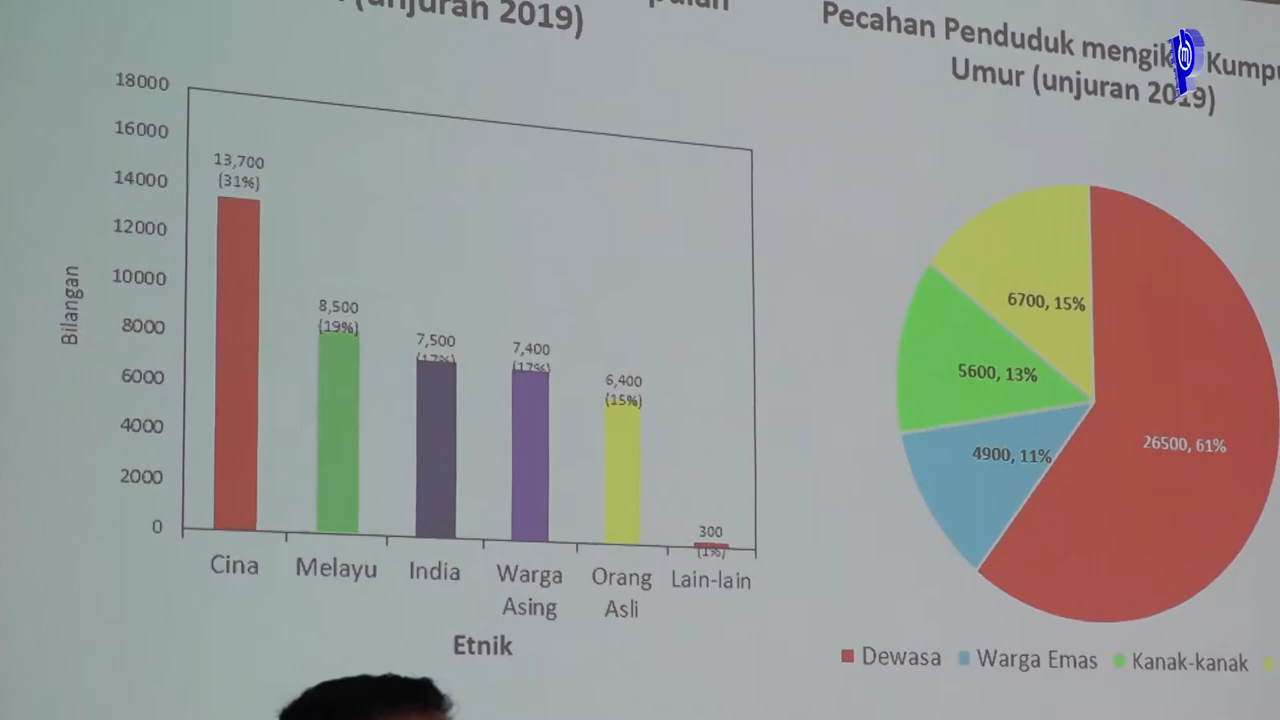 (unjuran 2019)
Pecahan Penduduk mengik
Umur (unjuran 2019)
18000
16000
14000
12000
10000
8000
6000
4000
2000
0
Bilangan
13,700
(31%)
8,500
(19%)
7,500
(17%)
7,400
(17%)
6,400
(15%)
300
(1%)
Cina
Melayu
India
Warga
Asing
Orang
Asli
Lain-lain
Etnik
6700, 15%
5600, 13%
4900, 11%
26500, 61%
Dewasa
Warga Emas
Kanak-kanak